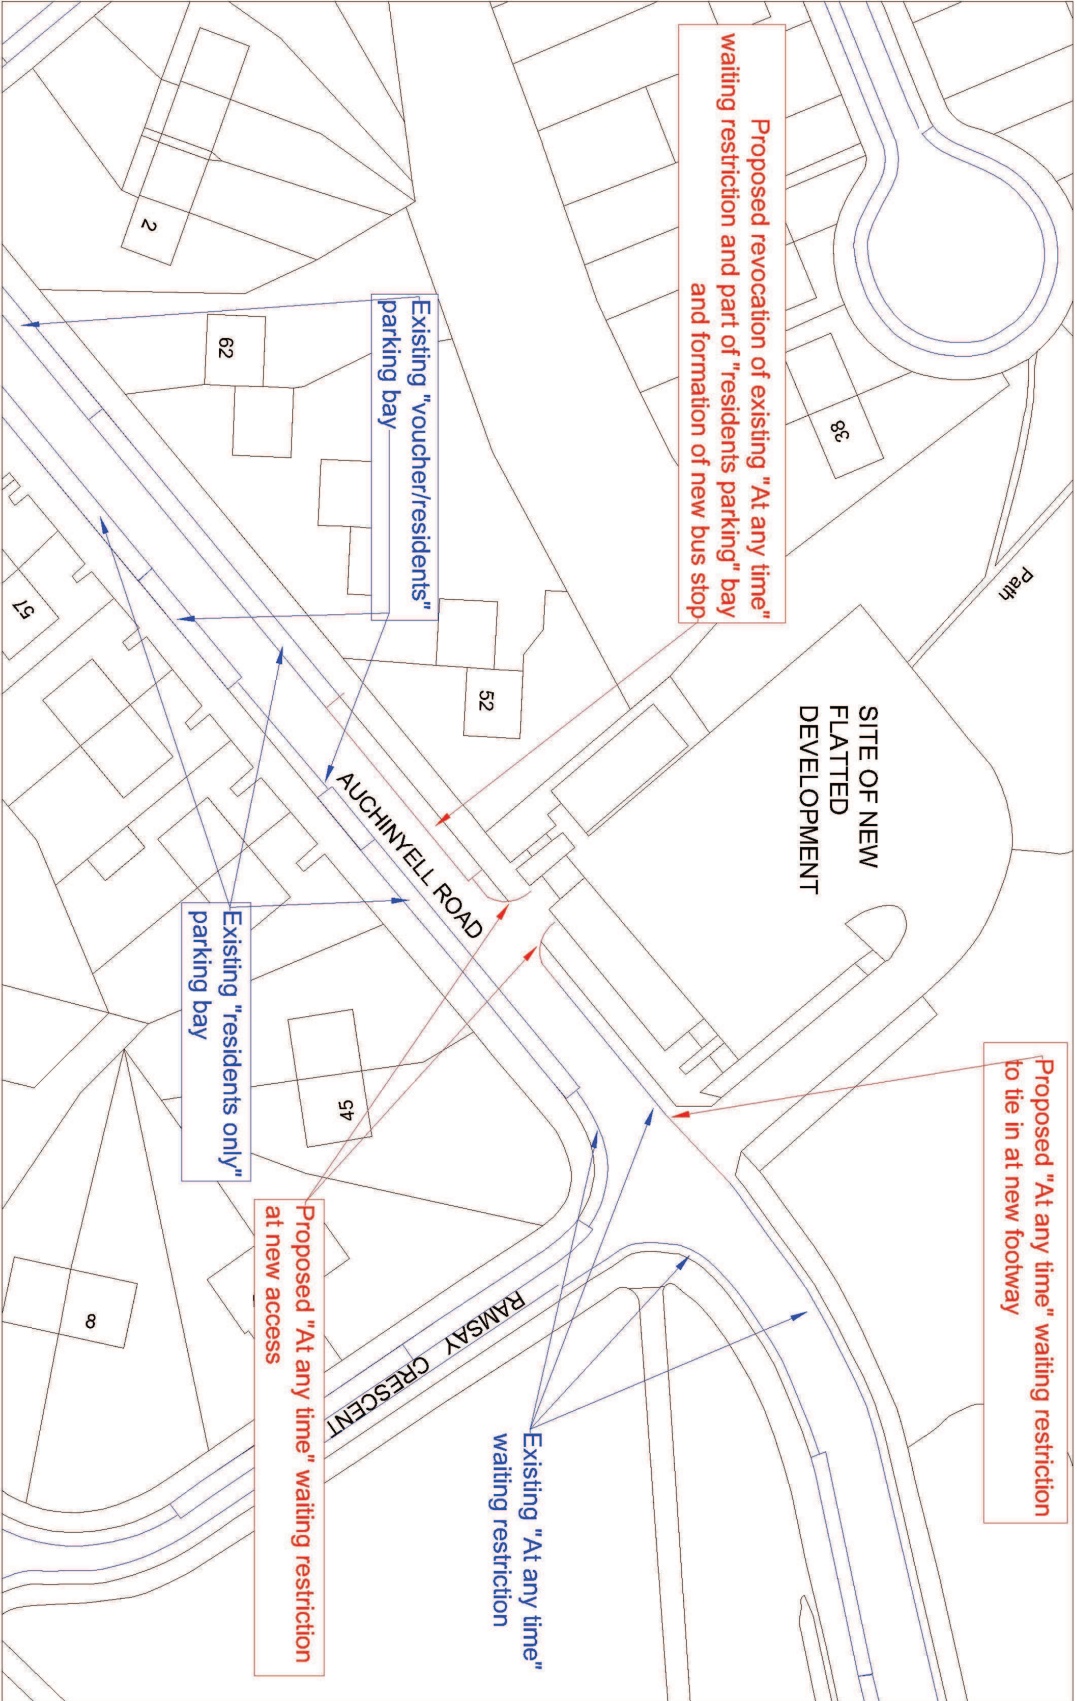 Proposed revocation of existing "At any time"
waiting restriction and part of "residents parking" bay
and formation of new bus stop
Path
38
SITE OF NEW
FLATTED
DEVELOPMENT
Proposed "At any time" waiting restriction
to tie in at new footway
2
62
Existing "voucher/residents"
parking bay
52
57
AUCHINYELL ROAD
Existing "residents only"
parking bay
45
Existing "At any time"
waiting restriction
RAMSAY CRESCENT
Proposed "At any time" waiting restriction
at new access
8